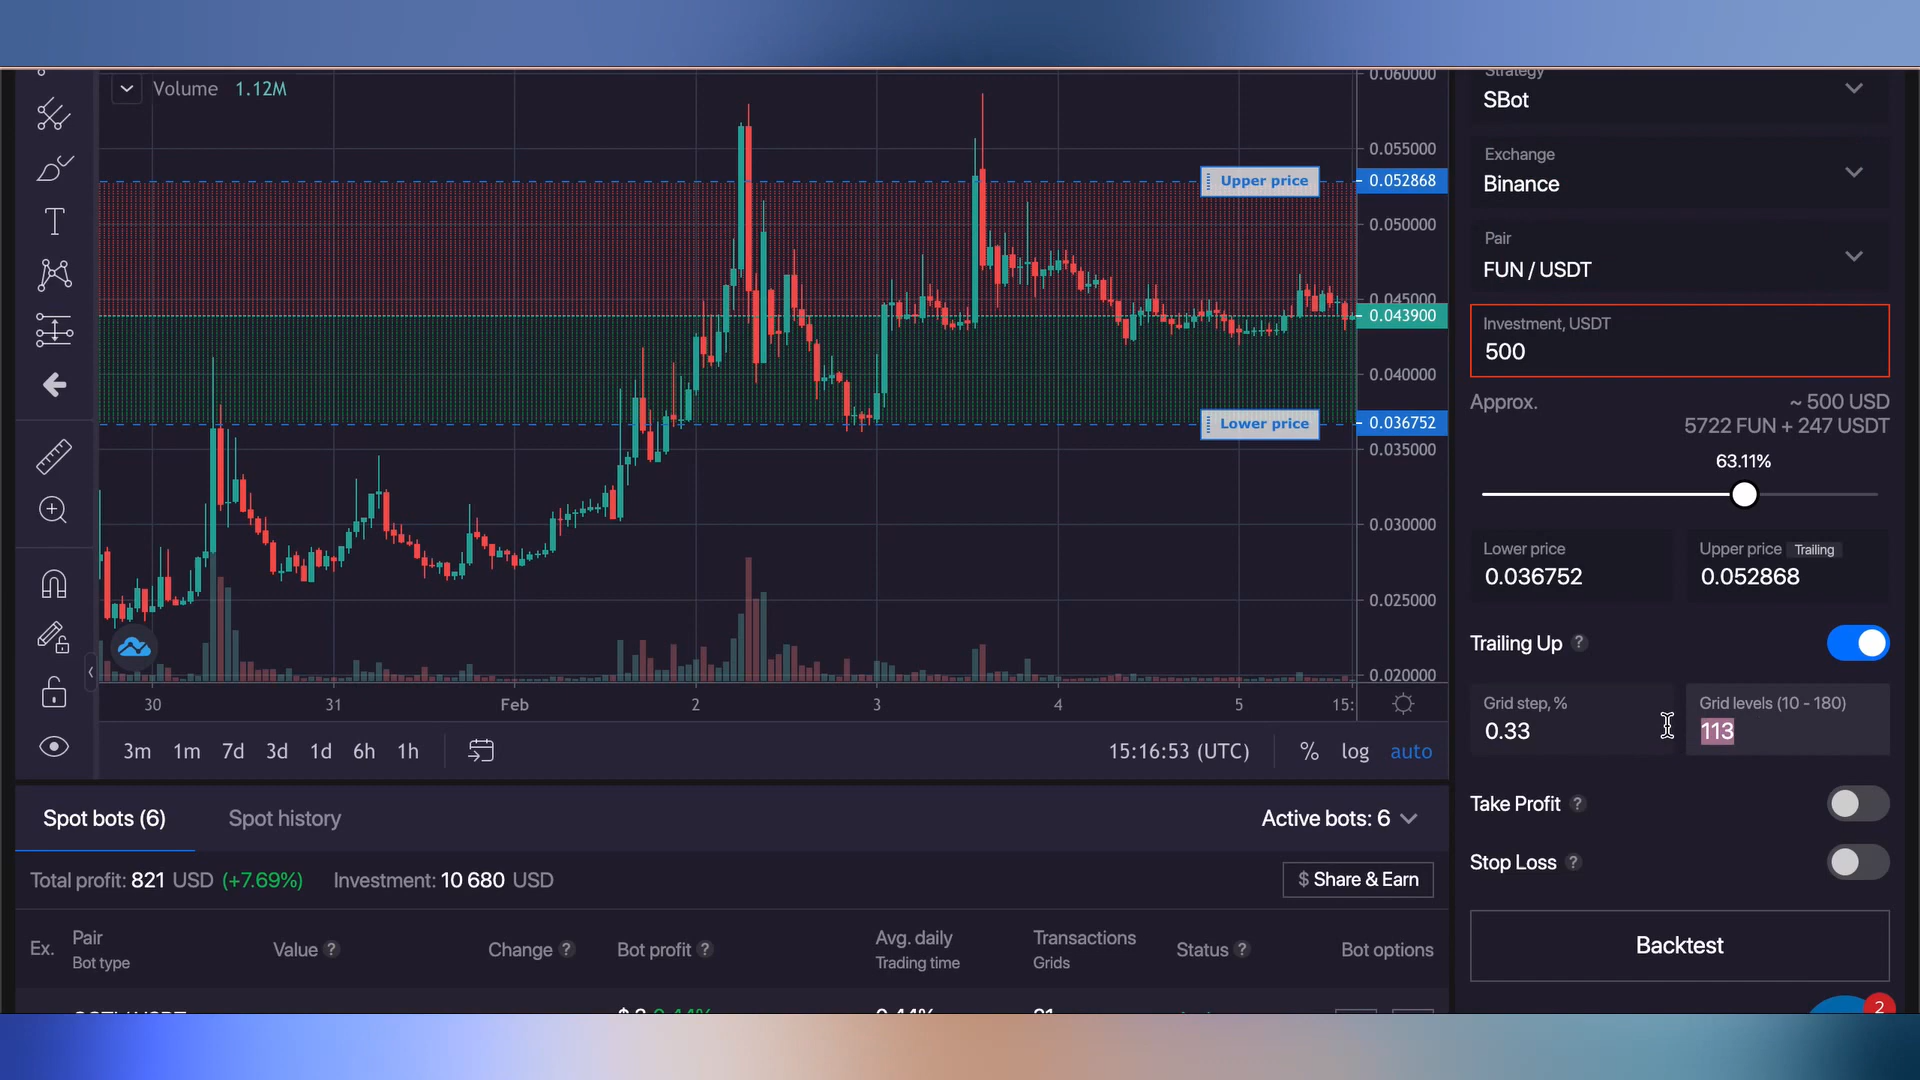 Volume 1.12M
0.060000
0.055000
Upper price 0.052868
0.050000
0.045000
0.043900
0.040000
Lower price 0.036752
0.035000
0.030000
0.025000
0.020000
30 31 Feb 2 3 4 5 15:
3m 1m 7d 3d 1d 6h 1h
15:16:53 (UTC) % log auto
Spot bots (6) Spot history Active bots: 6
Total profit: 821 USD (+7.69%) Investment: 10 680 USD $ Share & Earn
Ex. Pair
Bot type
Value ?
Change ?
Bot profit ?
Avg. daily
Trading time
Transactions
Grids
Status ?
Bot options
Strategy
SBot
Exchange
Binance
Pair
FUN / USDT
Investment, USDT
500
Approx. ~ 500 USD
5722 FUN + 247 USDT
63.11%
Lower price
0.036752
Upper price Trailing
0.052868
Trailing Up ?
Grid step, %
0.33
Grid levels (10 - 180)
113
Take Profit ?
Stop Loss ?
Backtest
2